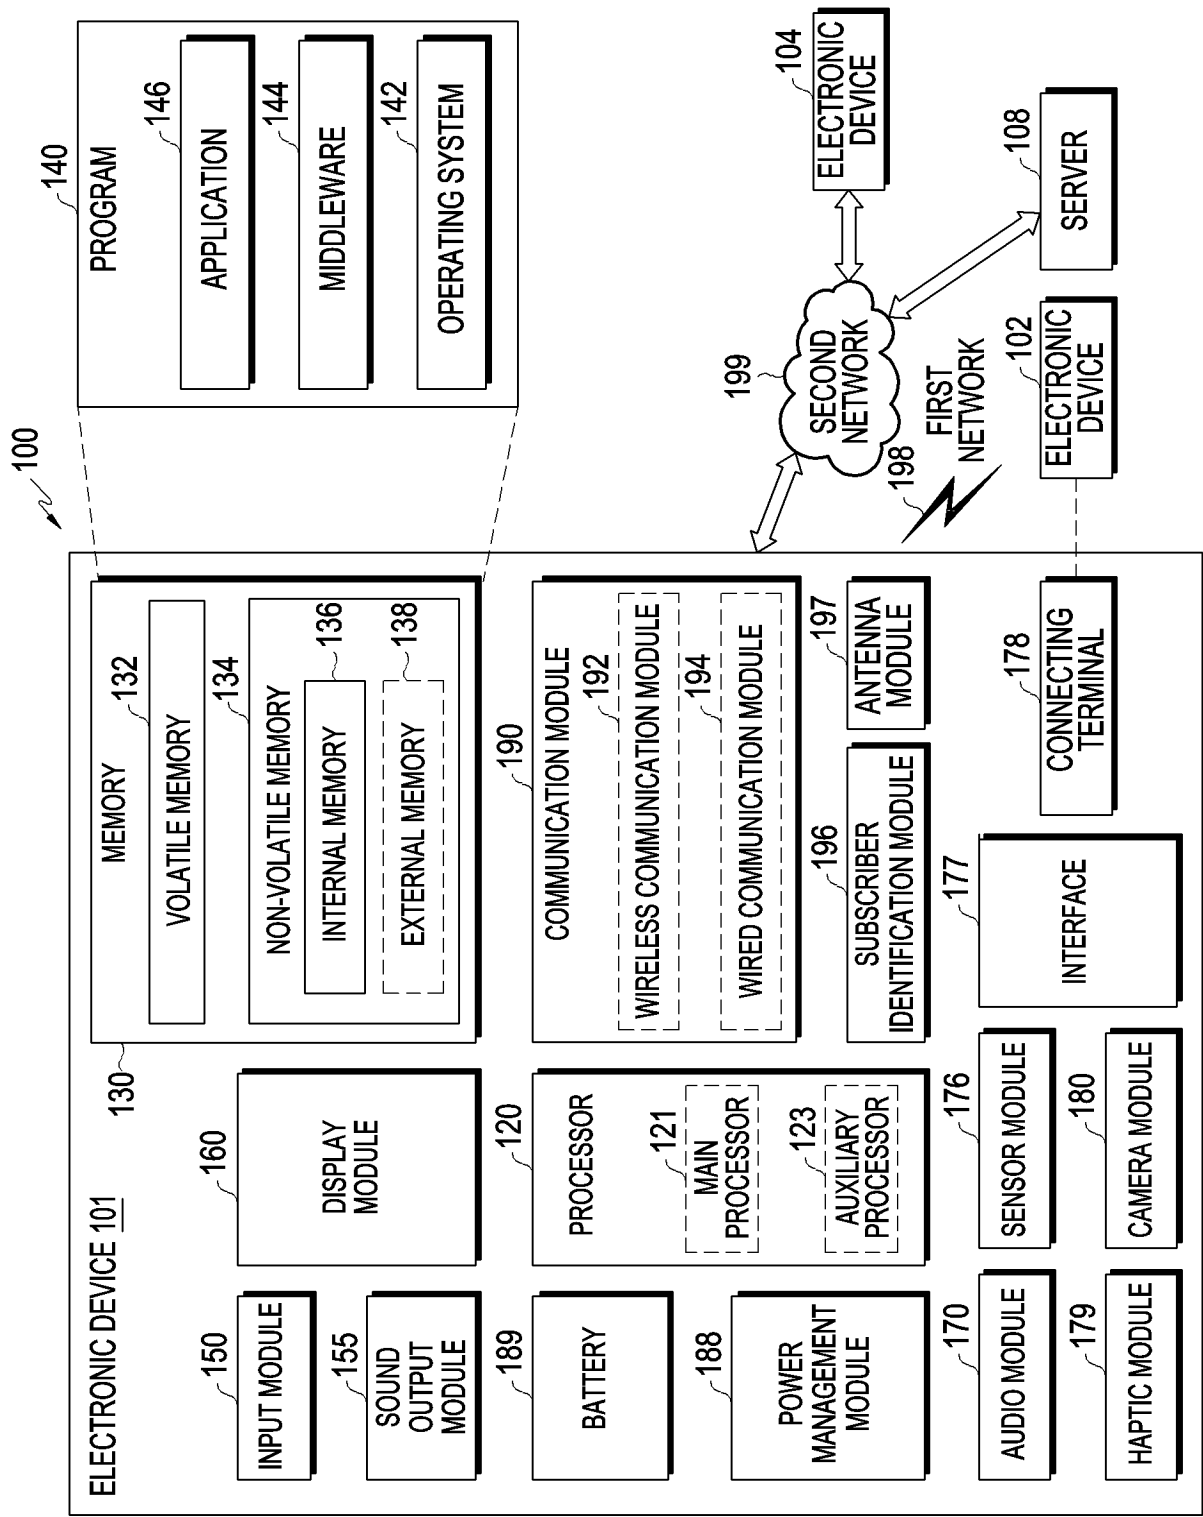 100
ELECTRONIC DEVICE 101
INPUT MODULE
150
SOUND
OUTPUT
MODULE
155
BATTERY
189
POWER
MANAGEMENT
MODULE
188
AUDIO MODULE
170
HAPTIC MODULE
179
DISPLAY
MODULE
160
PROCESSOR
120
MAIN
PROCESSOR
121
AUXILIARY
PROCESSOR
123
SENSOR MODULE
176
CAMERA MODULE
180
130
MEMORY
VOLATILE MEMORY
132
NON-VOLATILE MEMORY
134
INTERNAL MEMORY
136
EXTERNAL MEMORY
138
COMMUNICATION MODULE
190
WIRELESS COMMUNICATION MODULE
192
WIRED COMMUNICATION MODULE
194
SUBSCRIBER
IDENTIFICATION MODULE
196
ANTENNA
MODULE
197
INTERFACE
177
CONNECTING
TERMINAL
178
PROGRAM
140
APPLICATION
146
MIDDLEWARE
144
OPERATING SYSTEM
142
SECOND
NETWORK
199
FIRST
NETWORK
198
ELECTRONIC
DEVICE
104
SERVER
108
ELECTRONIC
DEVICE
102